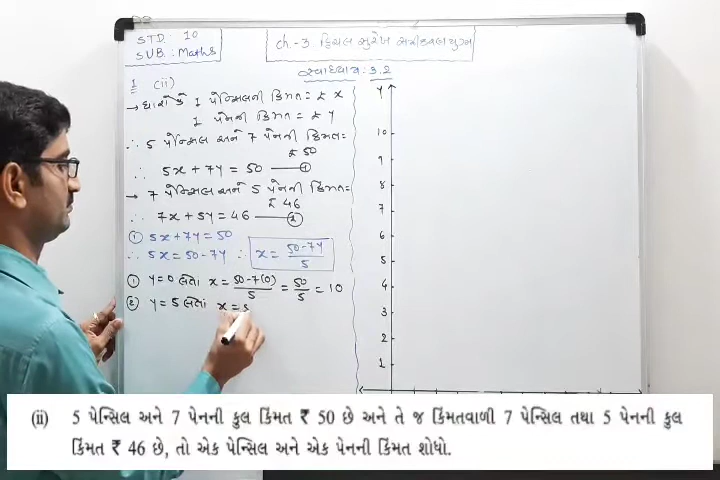 STD: 10
SUB.: Maths
ch.-3 દ્વિચલ સુરેખ સમીકરણ યુગ્મ
સ્વાધ્યાય: 3.2
1 (ii)
→ ધારો કે 1 પેન્સિલની કિંમત = ₹ x
1 પેનની કિંમત = ₹ y
∴ 5 પેન્સિલ અને 7 પેનની કિંમત =
₹ 50
∴ 5x + 7y = 50 —— ①
→ 7 પેન્સિલ અને 5 પેનની કિંમત =
₹ 46
∴ 7x + 5y = 46 —— ②
① 5x + 7y = 50
∴ 5x = 50 - 7y ∴ x = (50 - 7y)/5
① y = 0 લેતાં x = (50 - 7(0))/5 = 50/5 = 10
② y = 5 લેતાં x =
y
10
9
8
7
6
5
4
3
2
1
(ii) 5 પેન્સિલ અને 7 પેનની કુલ કિંમત ₹ 50 છે અને તે જ કિંમતવાળી 7 પેન્સિલ તથા 5 પેનની કુલ
કિંમત ₹ 46 છે, તો એક પેન્સિલ અને એક પેનની કિંમત શોધો.